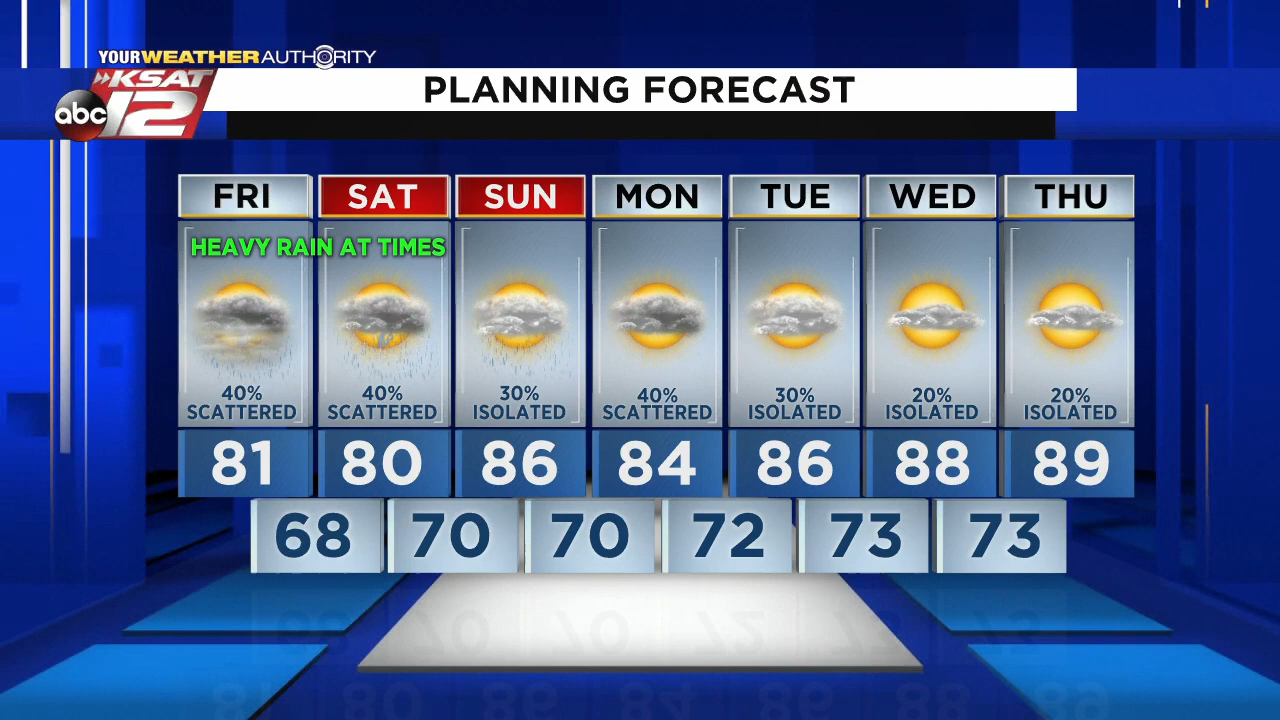 YOURWEATHERAUTHORITY
KSAT
abc 12
PLANNING FORECAST
FRI SAT SUN MON TUE WED THU
HEAVY RAIN AT TIMES
40% 40% 30% 40% 30% 20% 20%
SCATTERED SCATTERED ISOLATED SCATTERED ISOLATED ISOLATED ISOLATED
81 80 86 84 86 88 89
68 70 70 72 73 73